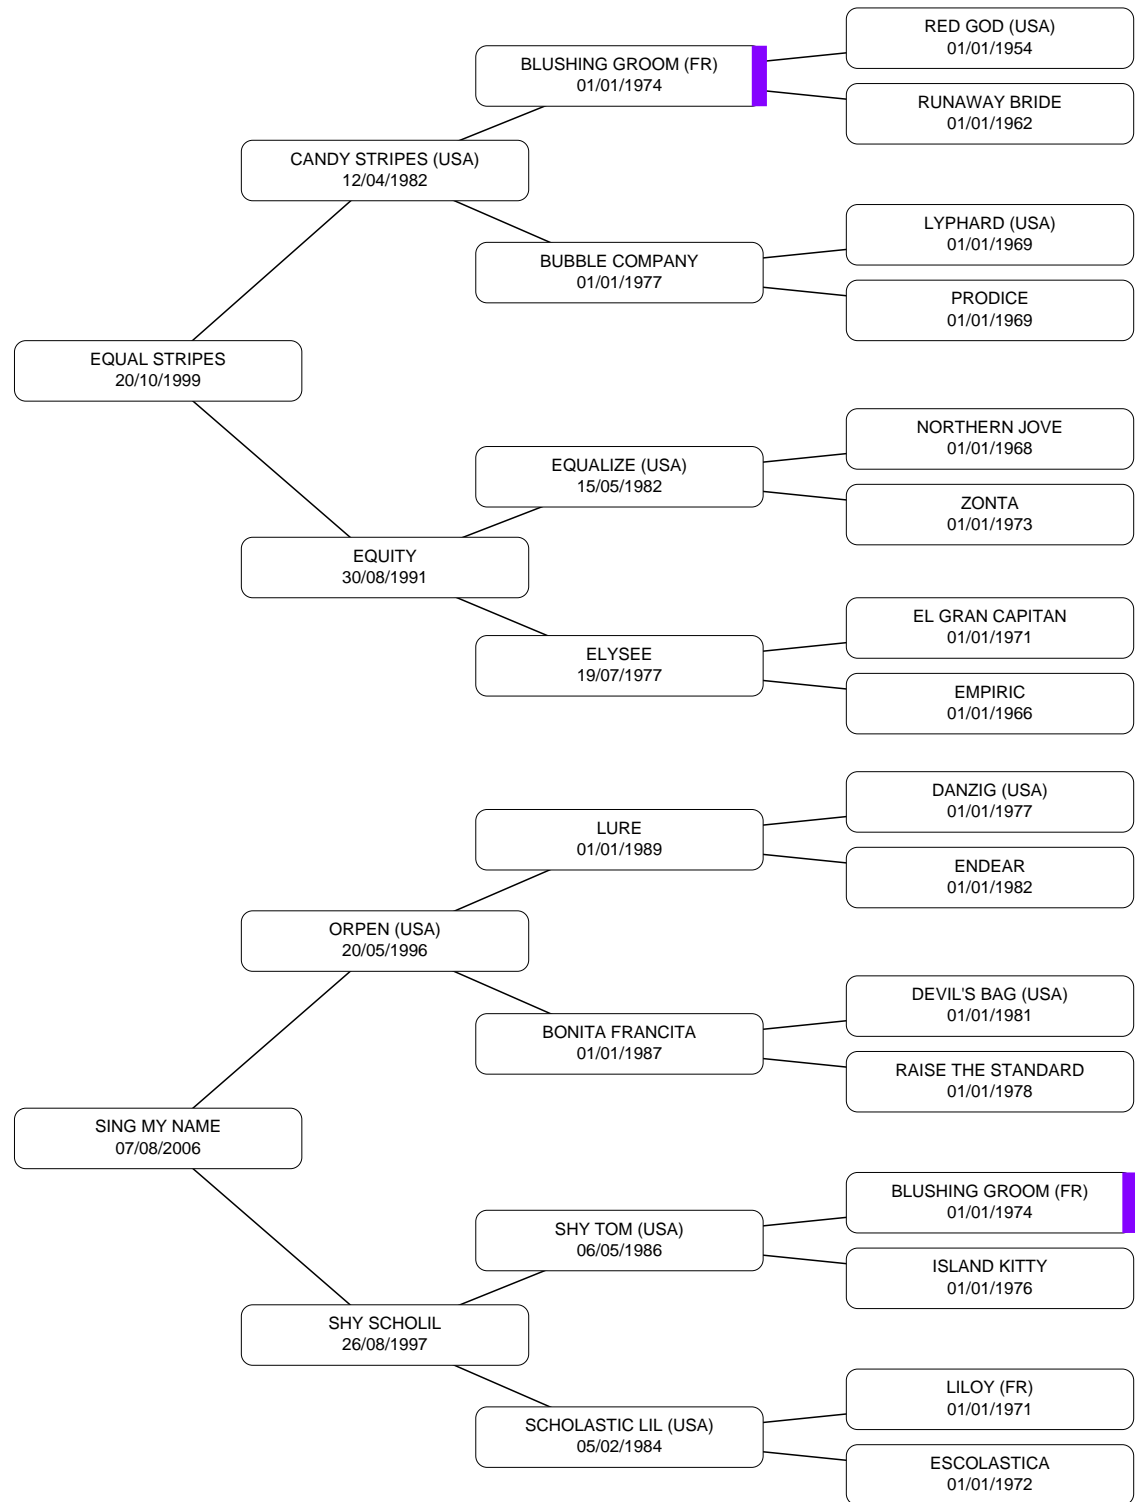 RED GOD (USA)
01/01/1954
BLUSHING GROOM (FR)
01/01/1974
RUNAWAY BRIDE
01/01/1962
CANDY STRIPES (USA)
12/04/1982
LYPHARD (USA)
01/01/1969
BUBBLE COMPANY
01/01/1977
PRODICE
01/01/1969
EQUAL STRIPES
20/10/1999
NORTHERN JOVE
01/01/1968
EQUALIZE (USA)
15/05/1982
ZONTA
01/01/1973
EQUITY
30/08/1991
EL GRAN CAPITAN
01/01/1971
ELYSEE
19/07/1977
EMPIRIC
01/01/1966
DANZIG (USA)
01/01/1977
LURE
01/01/1989
ENDEAR
01/01/1982
ORPEN (USA)
20/05/1996
DEVIL'S BAG (USA)
01/01/1981
BONITA FRANCITA
01/01/1987
RAISE THE STANDARD
01/01/1978
SING MY NAME
07/08/2006
BLUSHING GROOM (FR)
01/01/1974
SHY TOM (USA)
06/05/1986
ISLAND KITTY
01/01/1976
SHY SCHOLIL
26/08/1997
LILOY (FR)
01/01/1971
SCHOLASTIC LIL (USA)
05/02/1984
ESCOLASTICA
01/01/1972